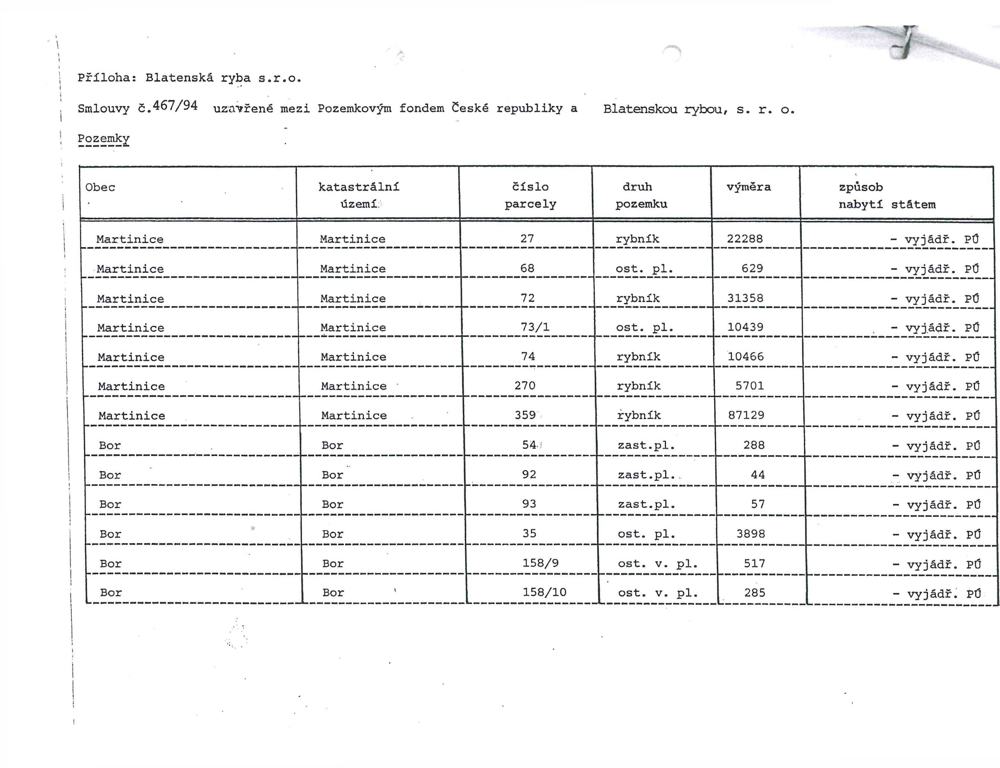 Příloha: Blatenská ryba s.r.o.
Smlouvy č.467/94 uzavřené mezi Pozemkovým fondem České republiky a Blatenskou rybou, s. r. o.
Pozemky
Obec katastrální území číslo parcely druh pozemku výměra způsob nabytí státem
Martinice Martinice 27 rybník 22288 - vyjádř. PÚ
Martinice Martinice 68 ost. pl. 629 - vyjádř. PÚ
Martinice Martinice 72 rybník 31358 - vyjádř. PÚ
Martinice Martinice 73/1 ost. pl. 10439 - vyjádř. PÚ
Martinice Martinice 74 rybník 10466 - vyjádř. PÚ
Martinice Martinice 270 rybník 5701 - vyjádř. PÚ
Martinice Martinice 359 rybník 87129 - vyjádř. PÚ
Bor Bor 54 zast.pl. 288 - vyjádř. PÚ
Bor Bor 92 zast.pl. 44 - vyjádř. PÚ
Bor Bor 93 zast.pl. 57 - vyjádř. PÚ
Bor Bor 35 ost. pl. 3898 - vyjádř. PÚ
Bor Bor 158/9 ost. v. pl. 517 - vyjádř. PÚ
Bor Bor 158/10 ost. v. pl. 285 - vyjádř. PÚ